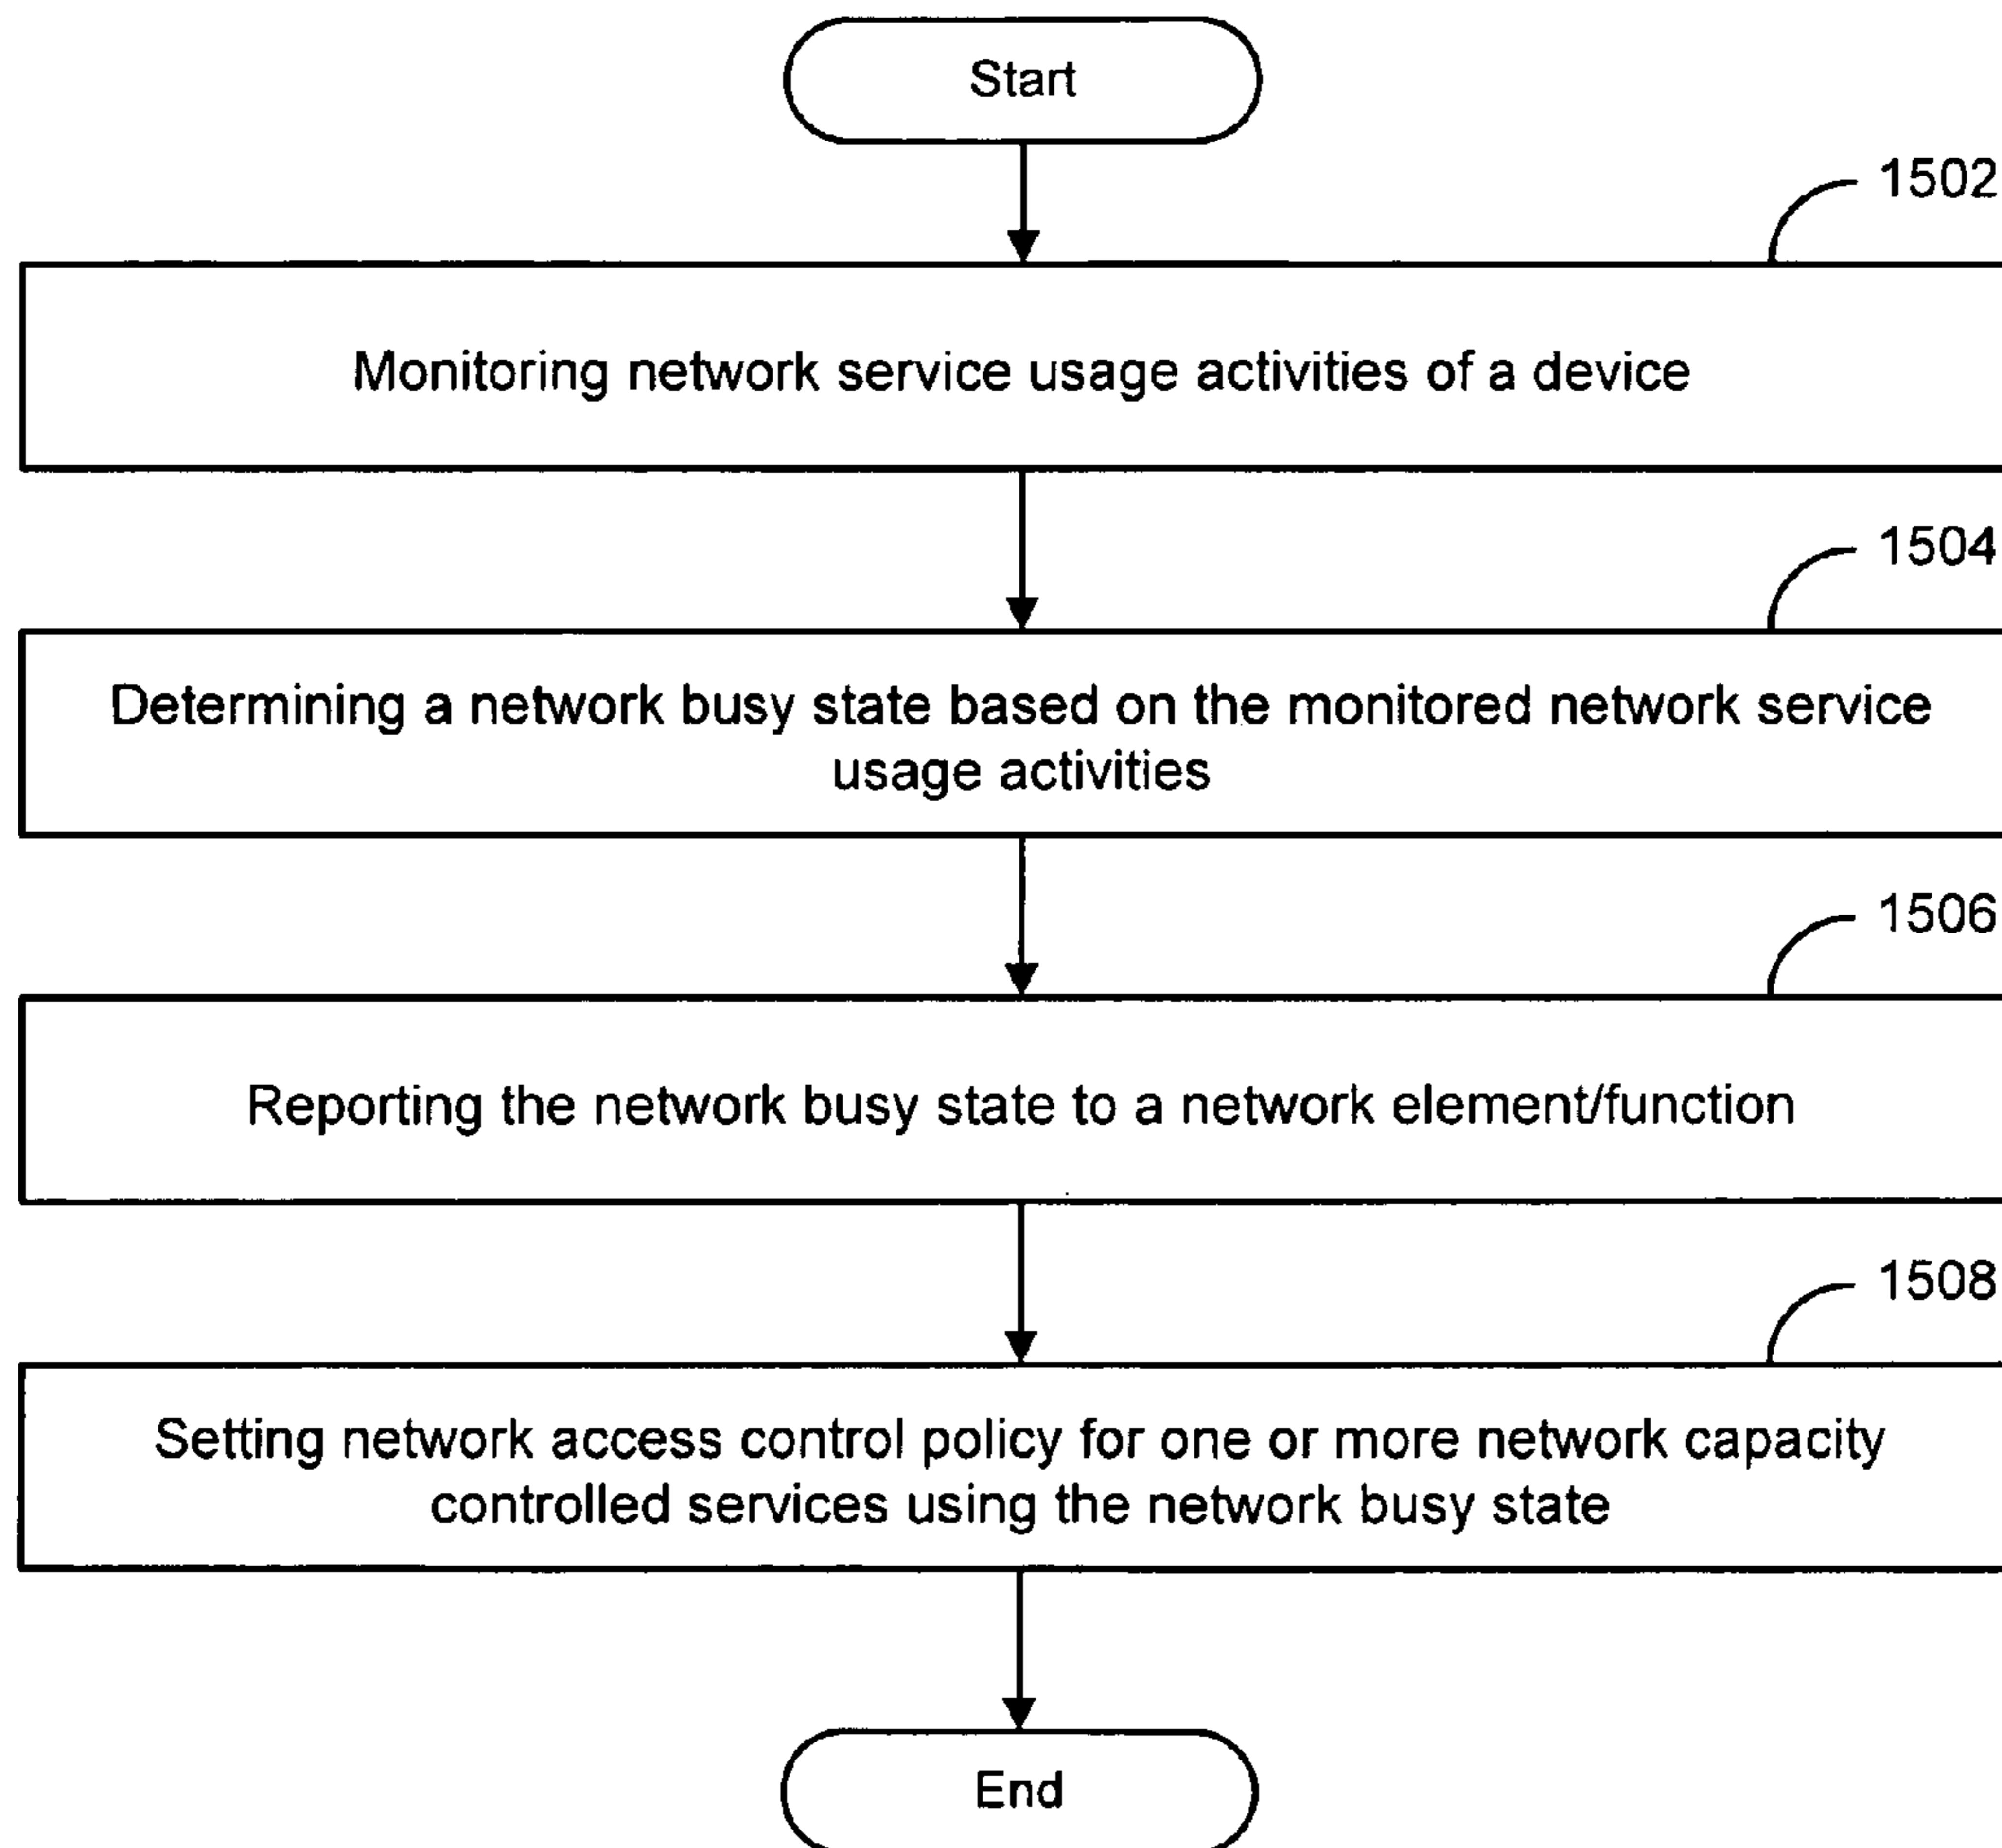 Start
1502
Monitoring network service usage activities of a device
1504
Determining a network busy state based on the monitored network service
usage activities
1506
Reporting the network busy state to a network element/function
1508
Setting network access control policy for one or more network capacity
controlled services using the network busy state
End